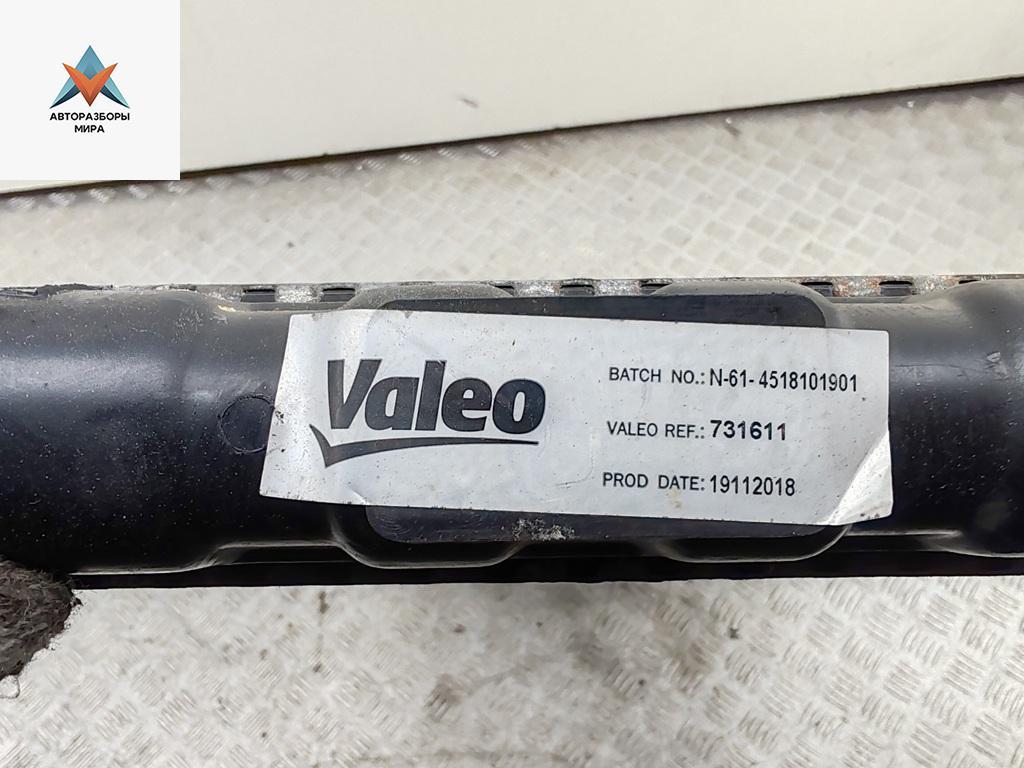 АВТОРАЗБОРЫ
МИРА
Valeo
BATCH NO.: N-61-4518101901
VALEO REF.: 731611
PROD DATE: 19112018